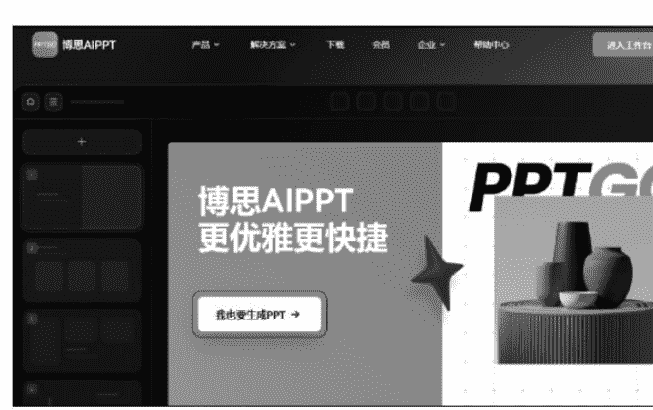 博思AIPPT
产品
解决方案
下载
会员
企业
帮助中心
进入工作台
博思AIPPT
更优雅更快捷
我也要生成PPT →
PPTGO